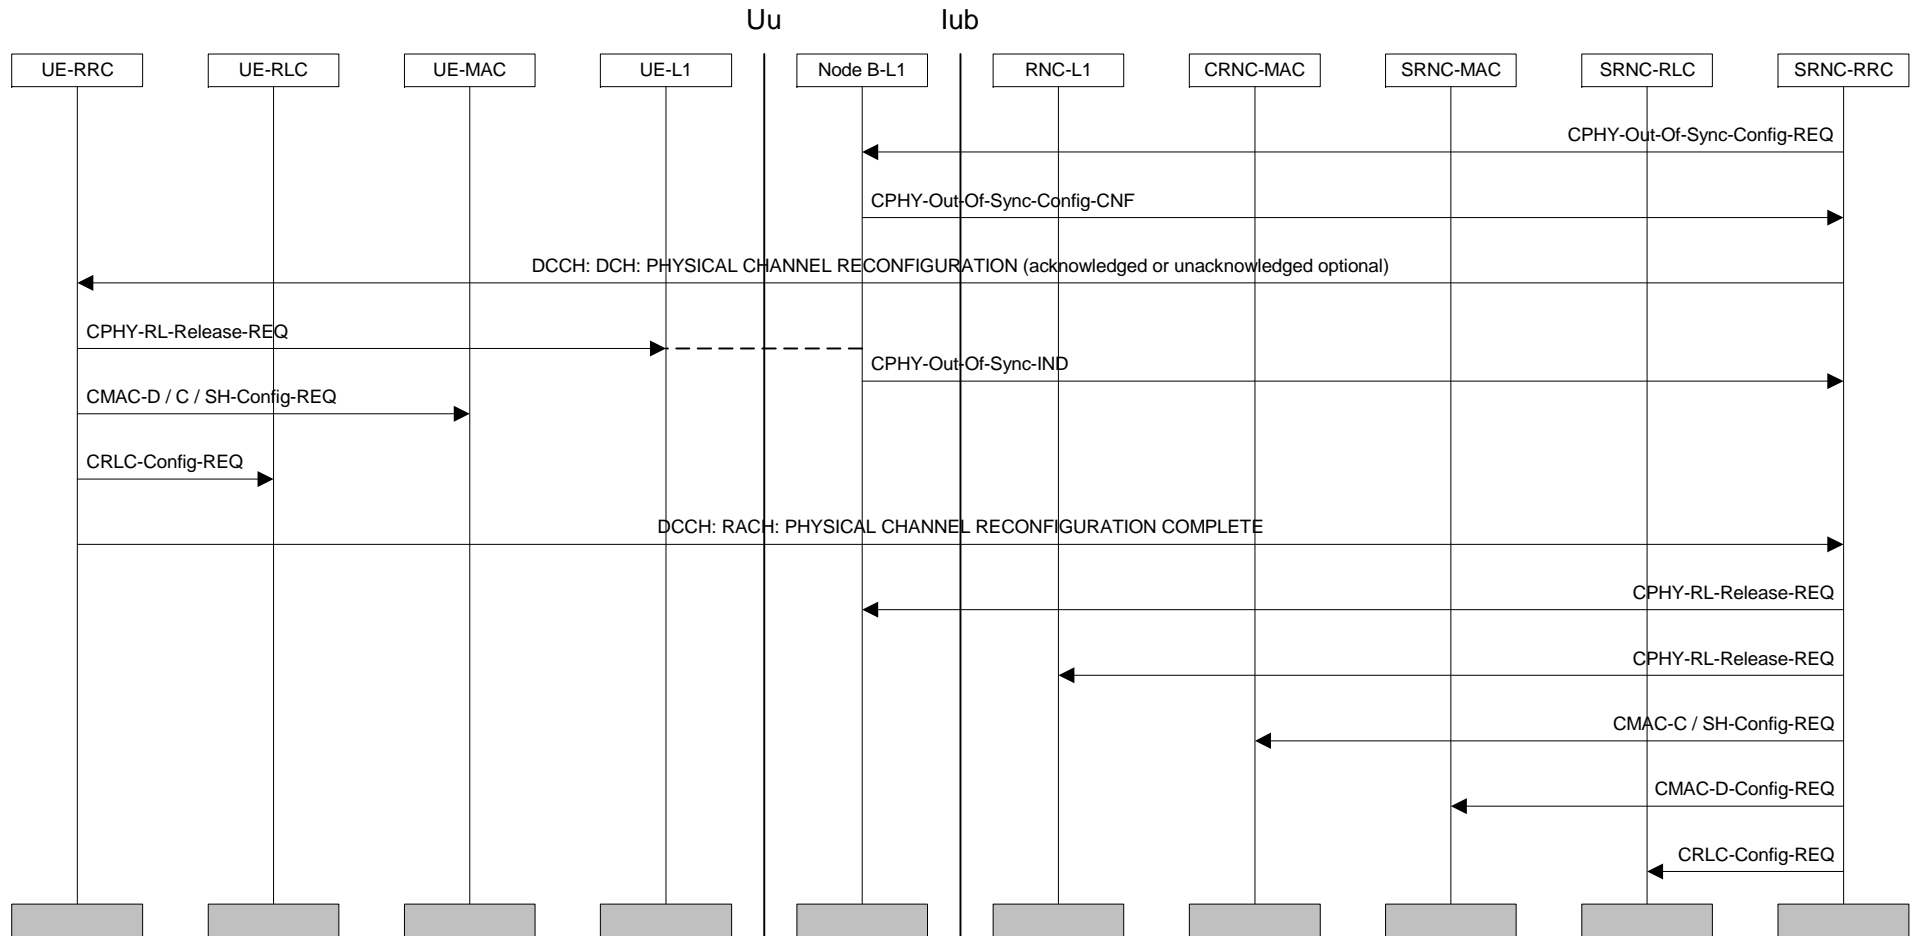 Uu
Iub
UE-RRC
UE-RLC
UE-MAC
UE-L1
Node B-L1
RNC-L1
CRNC-MAC
SRNC-MAC
SRNC-RLC
SRNC-RRC
CPHY-Out-Of-Sync-Config-REQ
CPHY-Out-Of-Sync-Config-CNF
DCCH: DCH: PHYSICAL CHANNEL RECONFIGURATION (acknowledged or unacknowledged optional)
CPHY-RL-Release-REQ
CPHY-Out-Of-Sync-IND
CMAC-D / C / SH-Config-REQ
CRLC-Config-REQ
DCCH: RACH: PHYSICAL CHANNEL RECONFIGURATION COMPLETE
CPHY-RL-Release-REQ
CPHY-RL-Release-REQ
CMAC-C / SH-Config-REQ
CMAC-D-Config-REQ
CRLC-Config-REQ